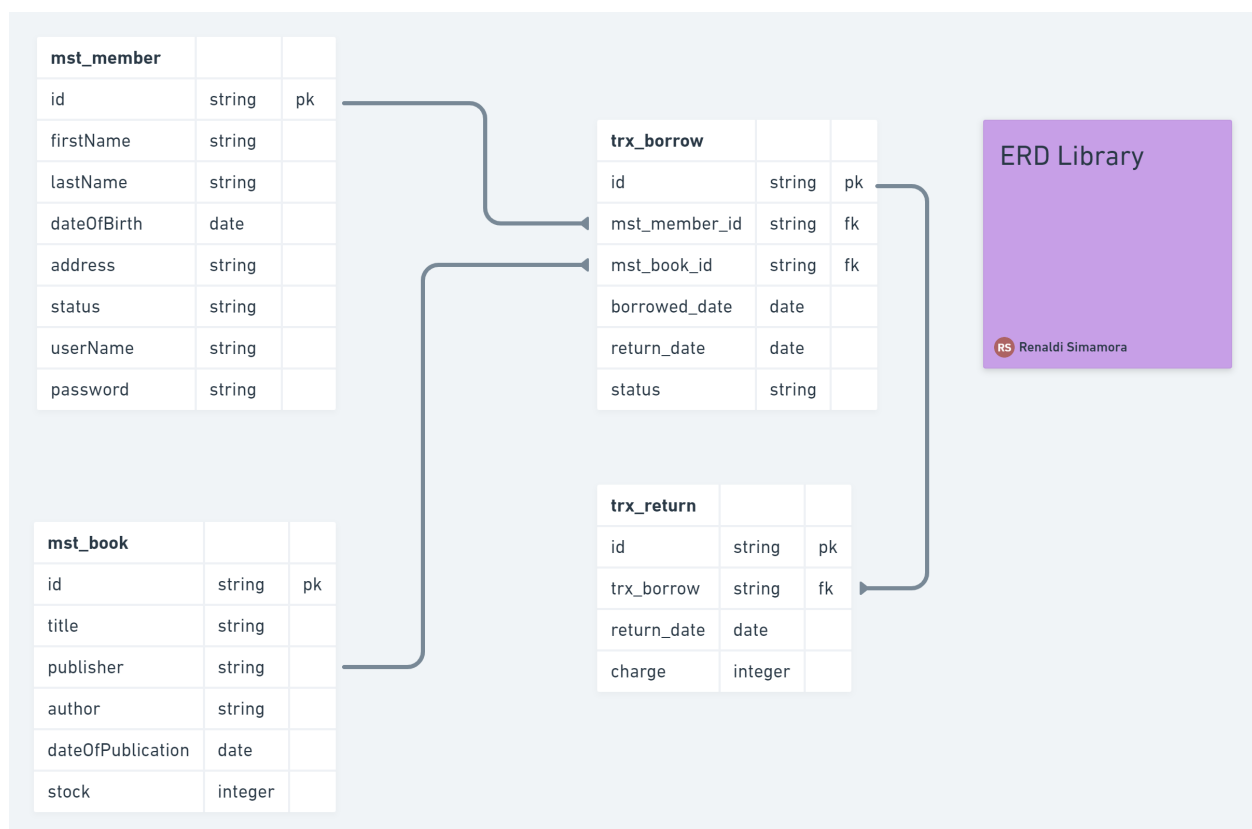 mst_member
id string pk
firstName string
lastName string
dateOfBirth date
address string
status string
userName string
password string
trx_borrow
id string pk
mst_member_id string fk
mst_book_id string fk
borrowed_date date
return_date date
status string
ERD Library
RS Renaldi Simamora
mst_book
id string pk
title string
publisher string
author string
dateOfPublication date
stock integer
trx_return
id string pk
trx_borrow string fk
return_date date
charge integer